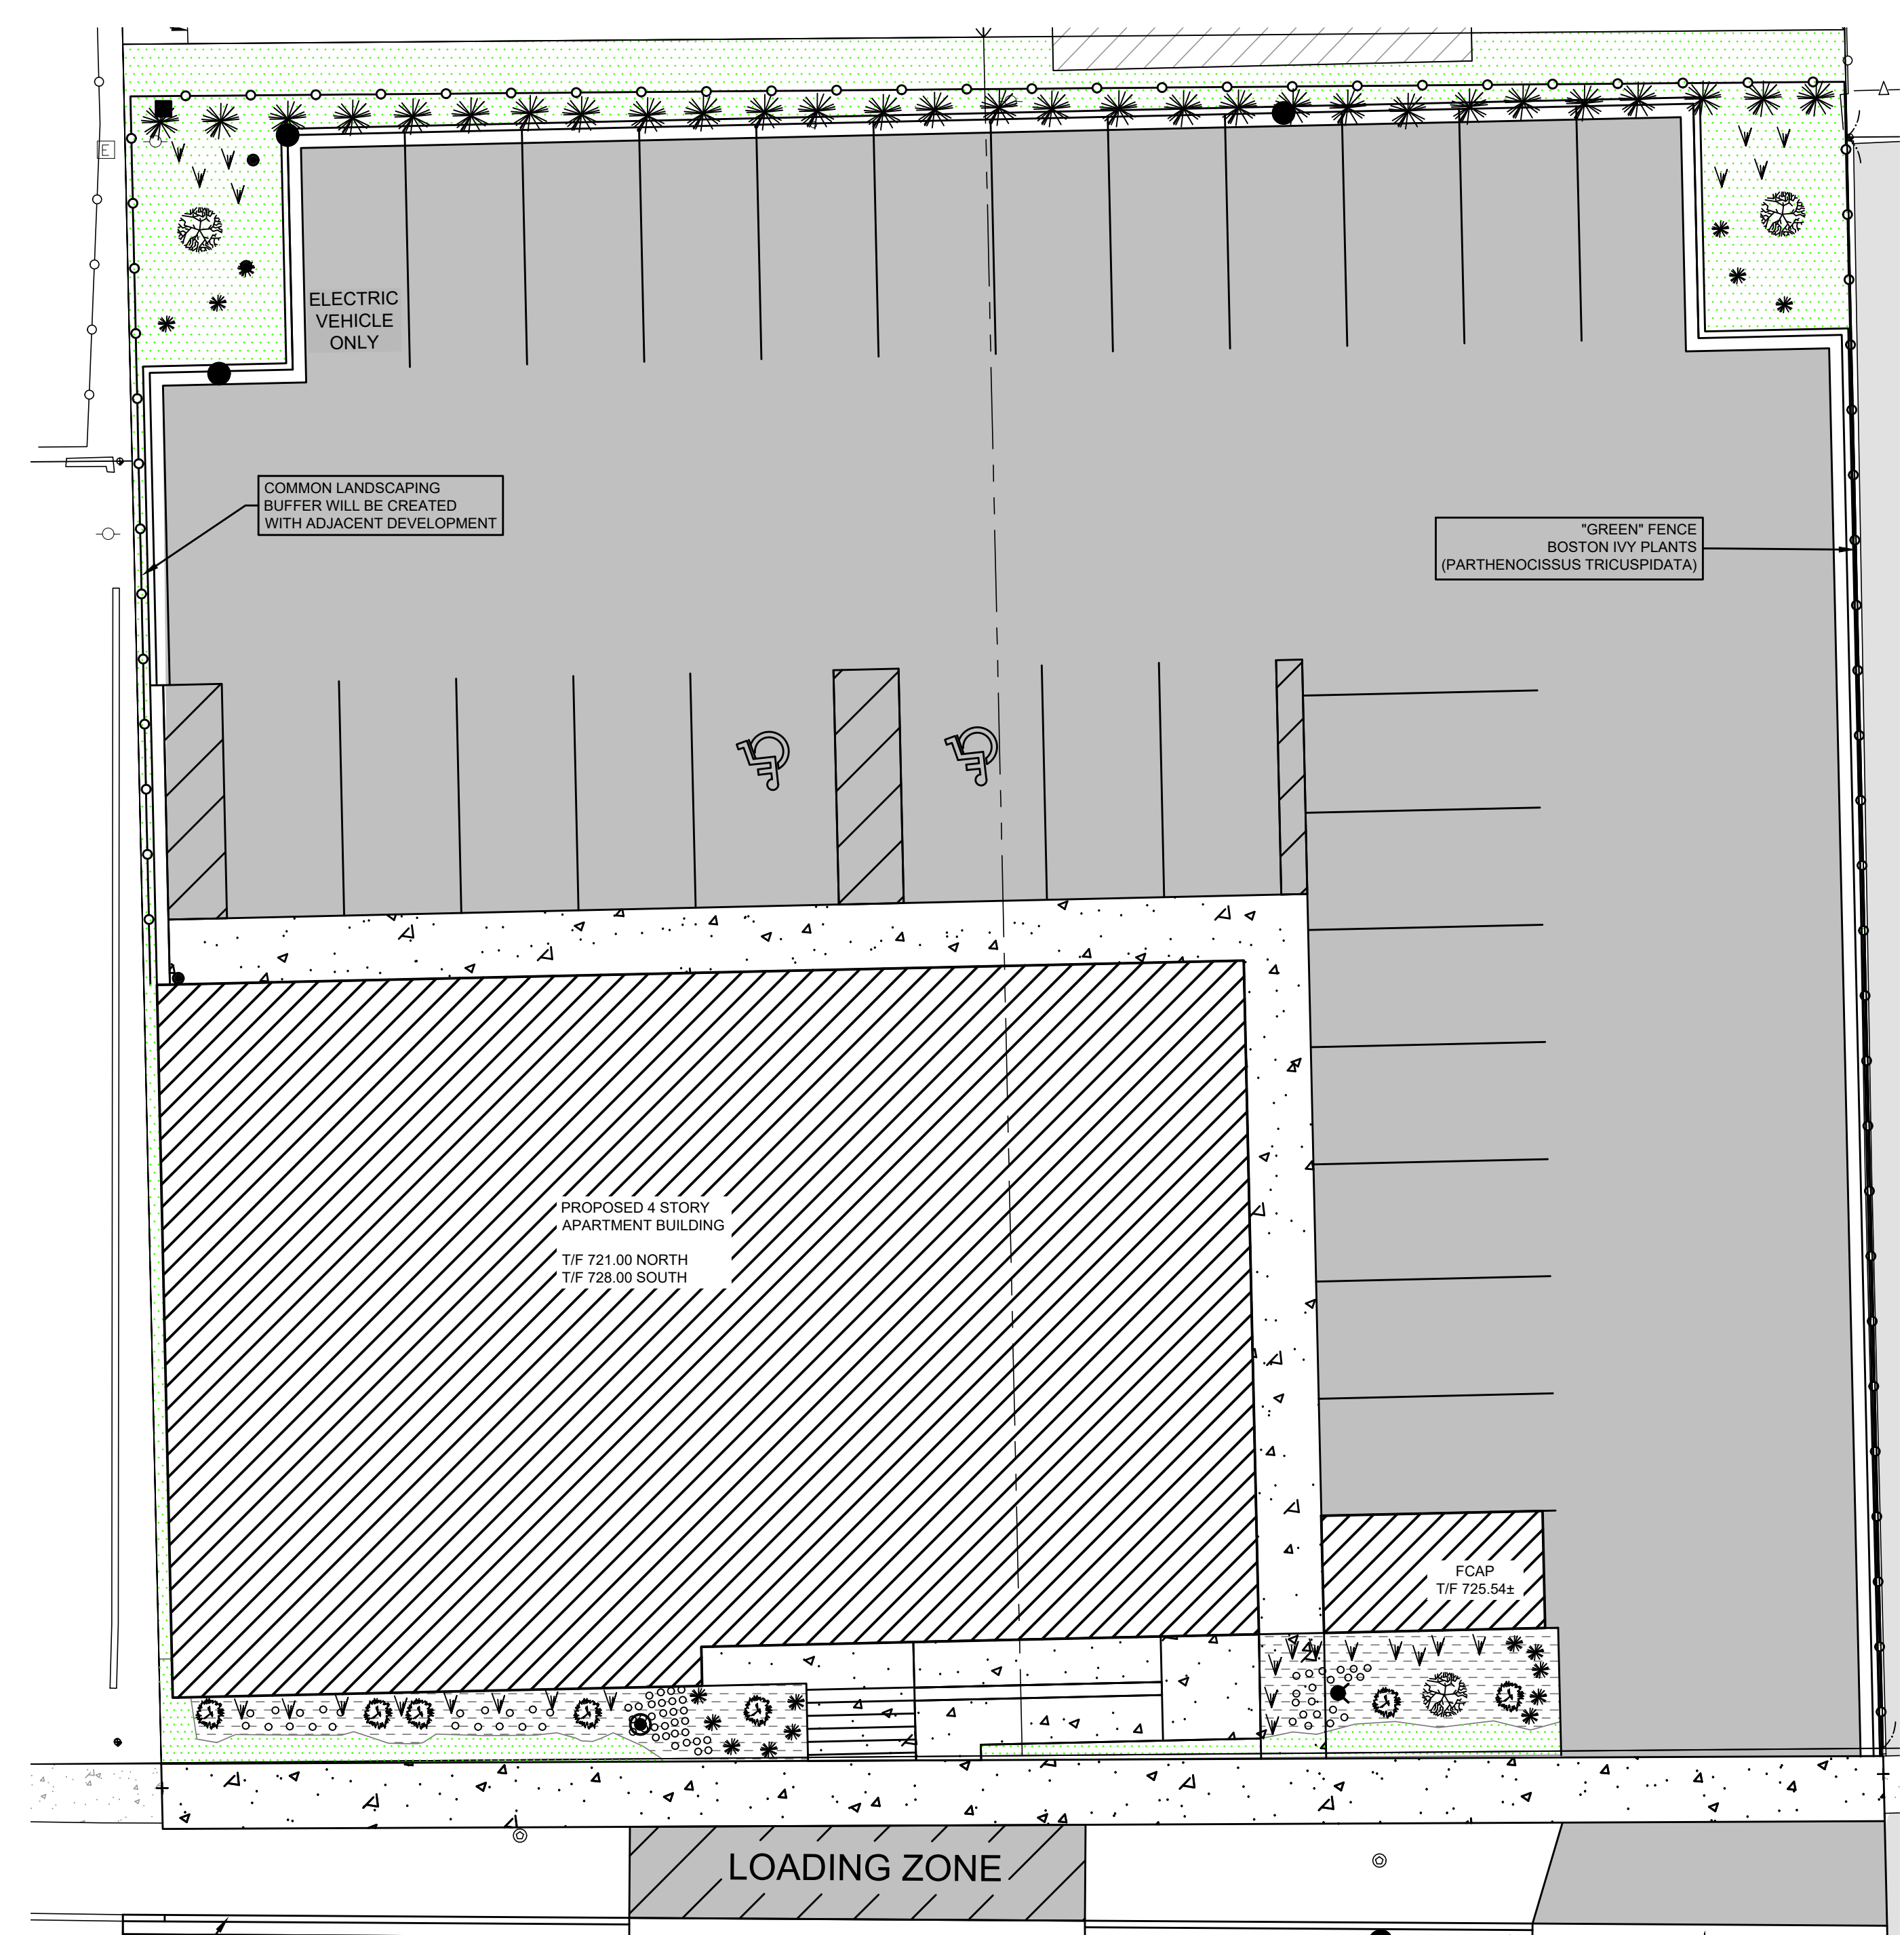 E
ELECTRIC
VEHICLE
ONLY
COMMON LANDSCAPING
BUFFER WILL BE CREATED
WITH ADJACENT DEVELOPMENT
"GREEN" FENCE
BOSTON IVY PLANTS
(PARTHENOCISSUS TRICUSPIDATA)
PROPOSED 4 STORY
APARTMENT BUILDING
T/F 721.00 NORTH
T/F 728.00 SOUTH
FCAP
T/F 725.54±
LOADING ZONE